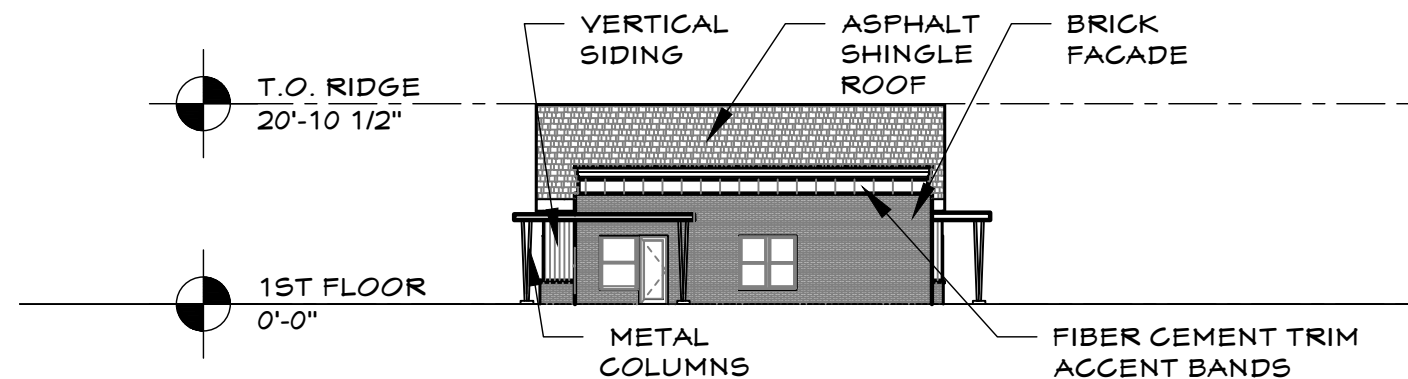 VERTICAL
SIDING
ASPHALT
SHINGLE
ROOF
BRICK
FACADE
T.O. RIDGE
20'-10 1/2"
1ST FLOOR
0'-0"
METAL
COLUMNS
FIBER CEMENT TRIM
ACCENT BANDS